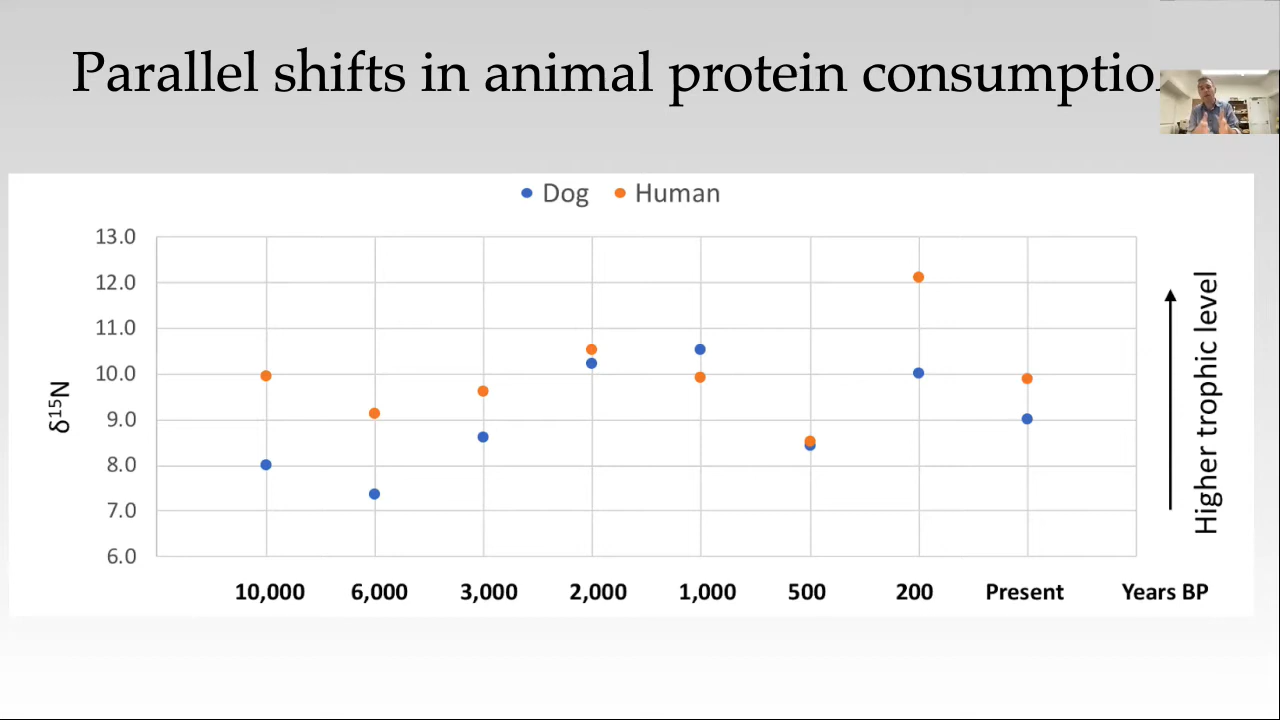 Parallel shifts in animal protein consumptio
Dog Human
13.0
12.0
11.0
10.0
9.0
8.0
7.0
6.0
δ¹⁵N
Higher trophic level
10,000 6,000 3,000 2,000 1,000 500 200 Present Years BP